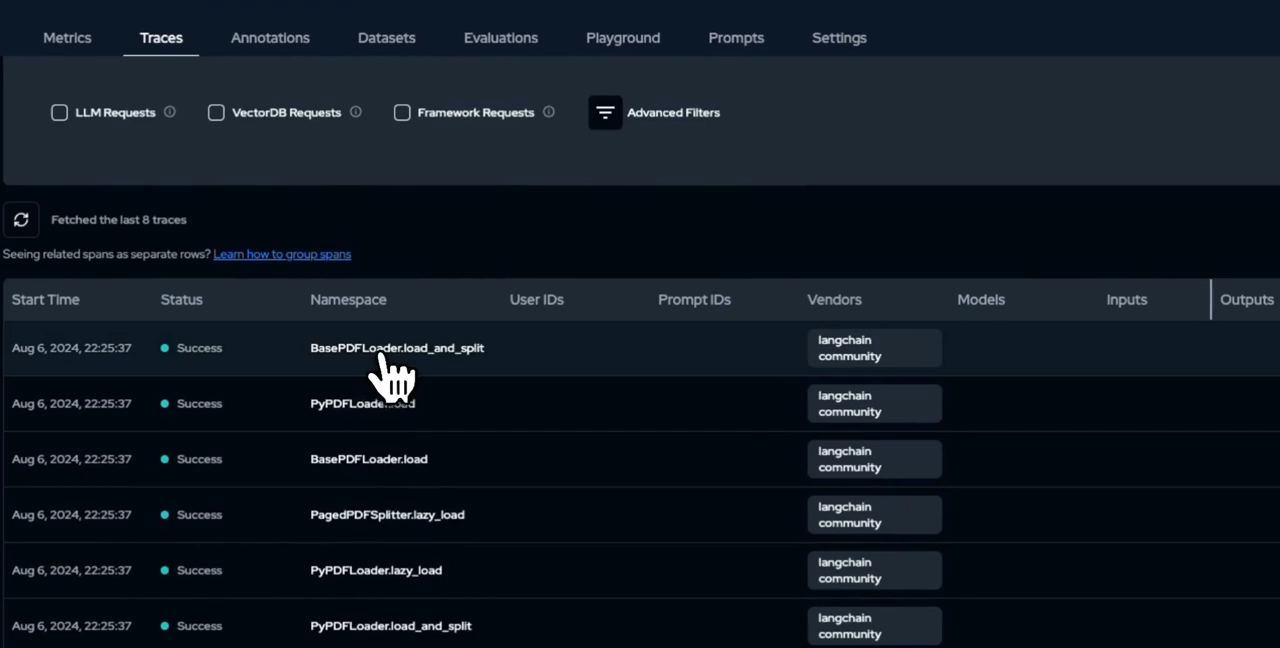 Metrics Traces Annotations Datasets Evaluations Playground Prompts Settings
LLM Requests VectorDB Requests Framework Requests Advanced Filters
Fetched the last 8 traces
Seeing related spans as separate rows? Learn how to group spans
Start Time Status Namespace User IDs Prompt IDs Vendors Models Inputs Outputs
Aug 6, 2024, 22:25:37 Success BasePDFLoader.load_and_split langchain
community
Aug 6, 2024, 22:25:37 Success PyPDFLoader.load langchain
community
Aug 6, 2024, 22:25:37 Success BasePDFLoader.load langchain
community
Aug 6, 2024, 22:25:37 Success PagedPDFSplitter.lazy_load langchain
community
Aug 6, 2024, 22:25:37 Success PyPDFLoader.lazy_load langchain
community
Aug 6, 2024, 22:25:37 Success PyPDFLoader.load_and_split langchain
community